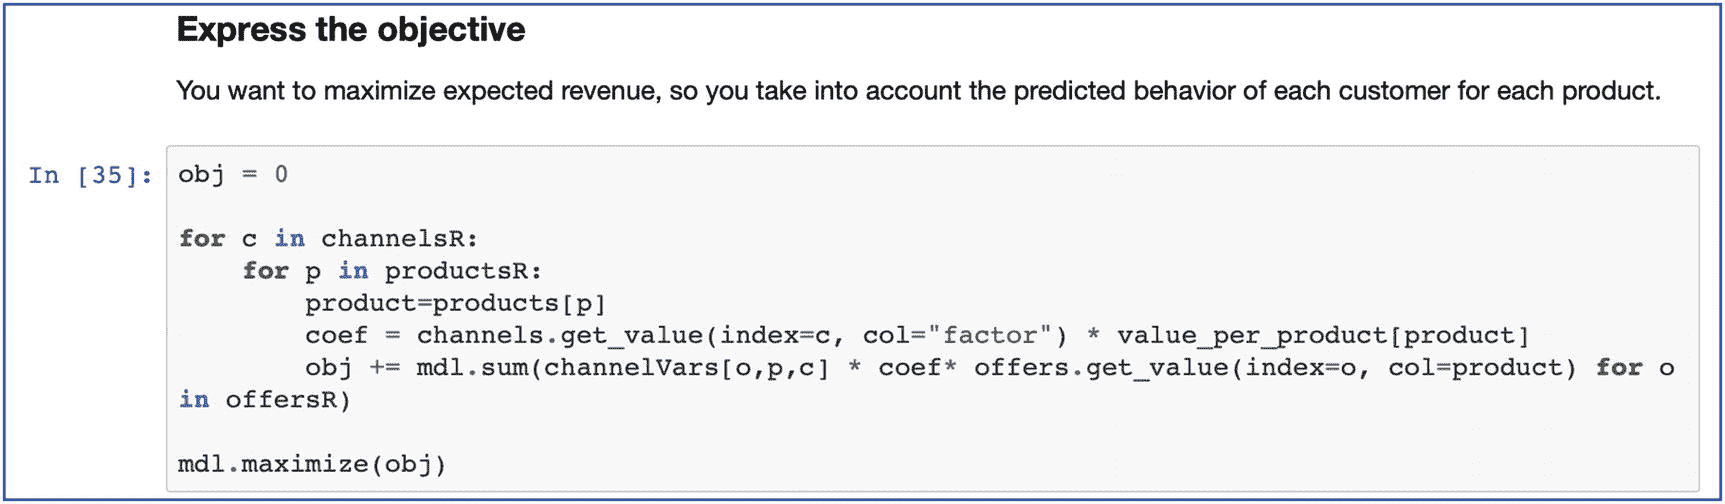 Express the objective
You want to maximize expected revenue, so you take into account the predicted behavior of each customer for each product.
In [35]: obj = 0
for c in channelsR:
    for p in productsR:
        product=products[p]
        coef = channels.get_value(index=c, col="factor") * value_per_product[product]
        obj += mdl.sum(channelVars[o,p,c] * coef* offers.get_value(index=o, col=product) for o
in offersR)
mdl.maximize(obj)